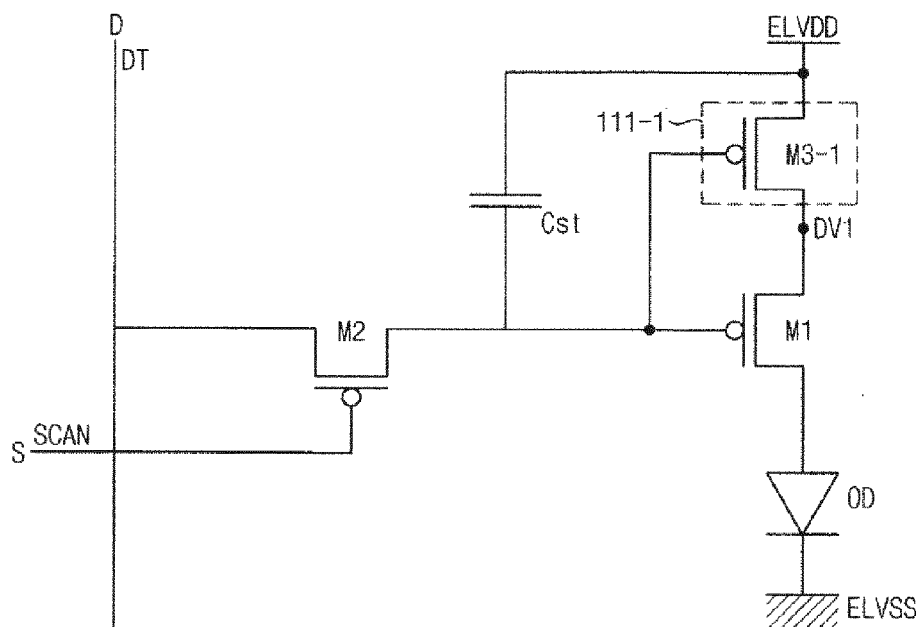 D
DT
ELVDD
111-1
M3-1
Cst
DV1
M2
M1
SCAN
S
OD
ELVSS